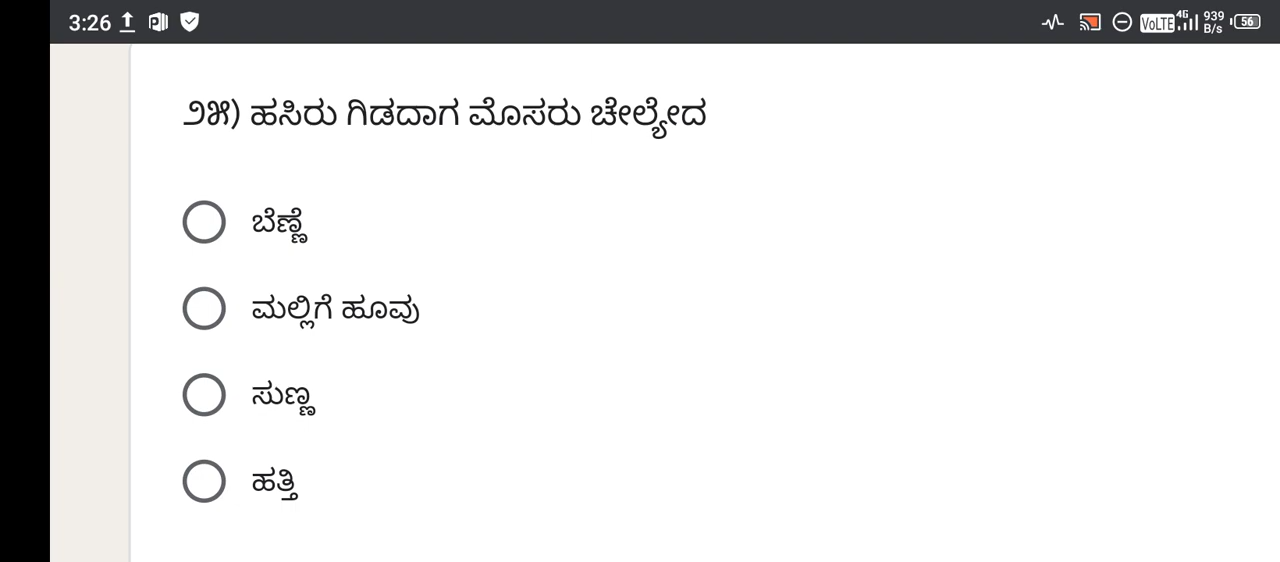 3:26 VoLTE 4G 939 B/s 56
೨೫) ಹಸಿರು ಗಿಡದಾಗ ಮೊಸರು ಚೇಲ್ಯೇದ
ಬೆಣ್ಣೆ
ಮಲ್ಲಿಗೆ ಹೂವು
ಸುಣ್ಣ
ಹತ್ತಿ